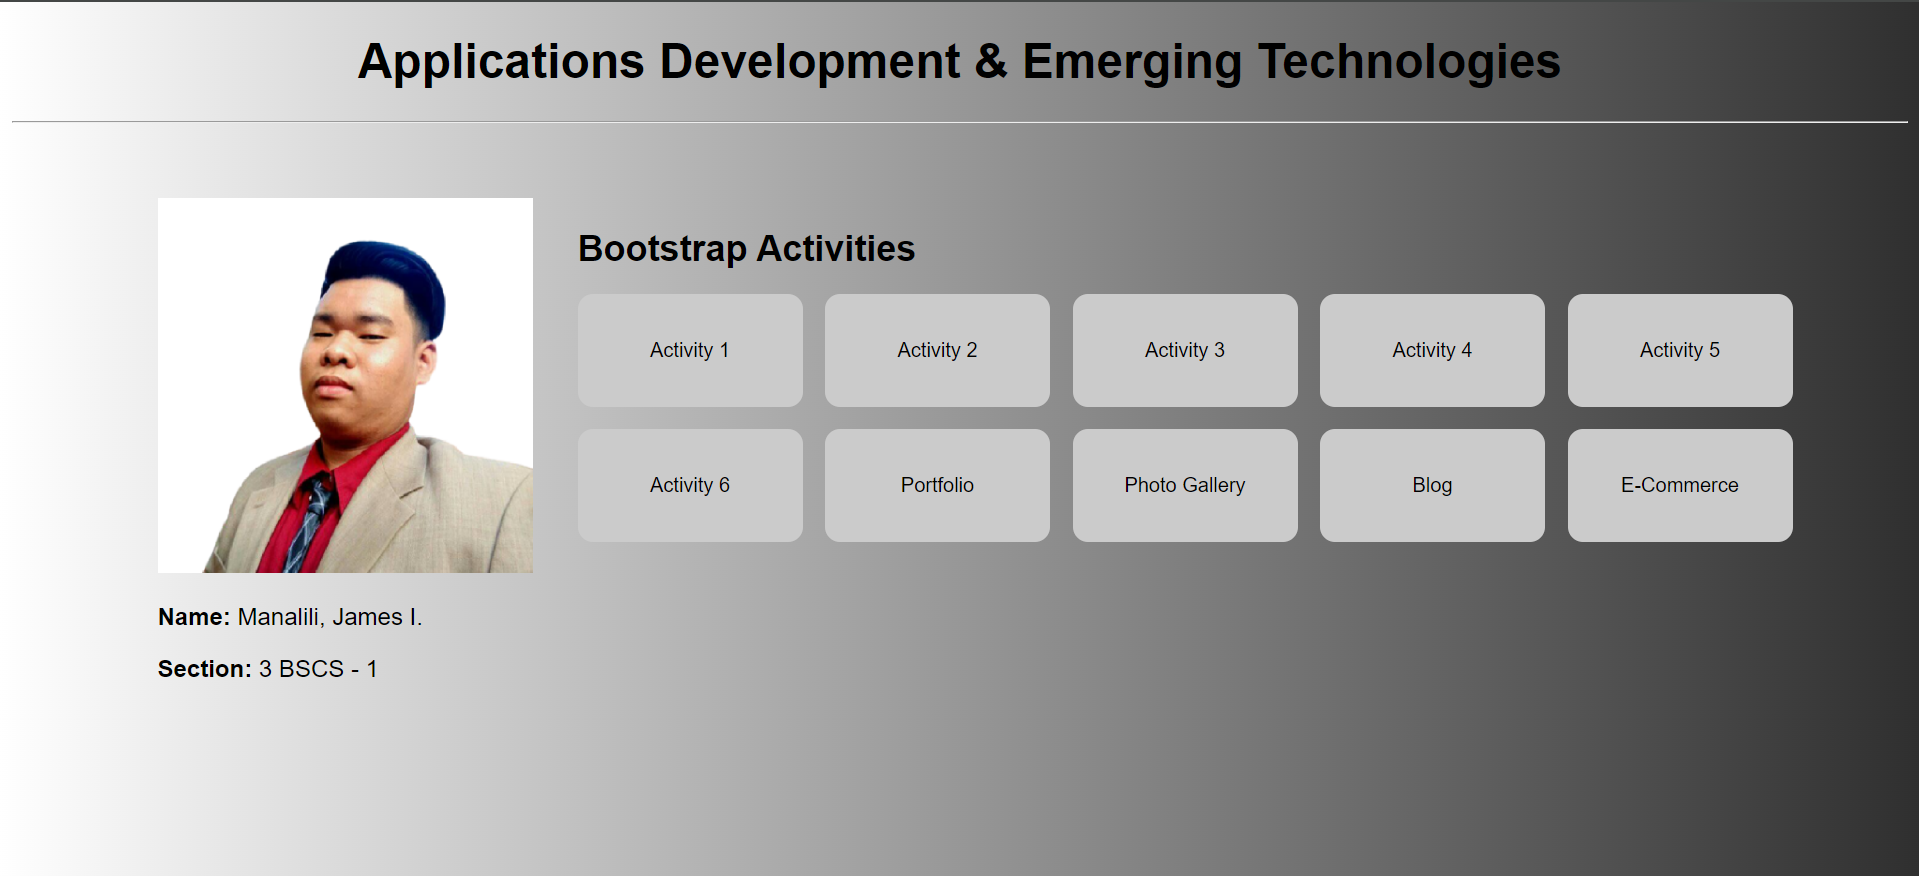 Applications Development & Emerging Technologies
Bootstrap Activities
Activity 1
Activity 2
Activity 3
Activity 4
Activity 5
Activity 6
Portfolio
Photo Gallery
Blog
E-Commerce
Name: Manalili, James I.
Section: 3 BSCS - 1